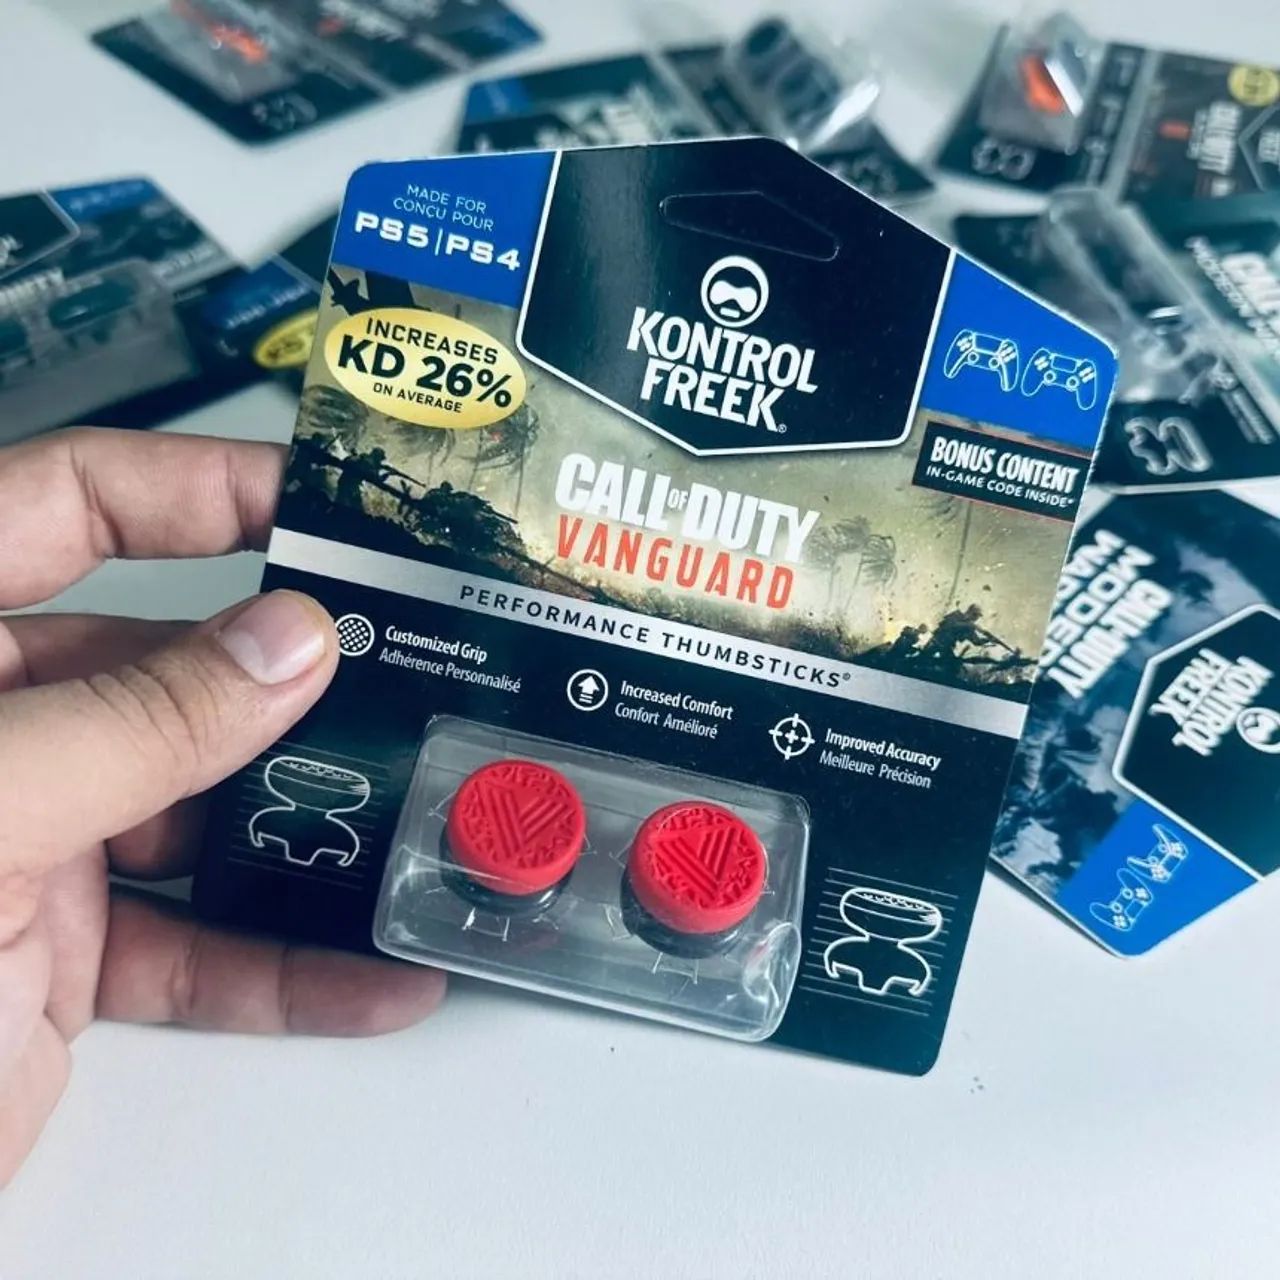 MADE FOR
CONÇU POUR
PS5 | PS4
INCREASES
KD 26%
ON AVERAGE
KONTROL
FREEK®
BONUS CONTENT
IN-GAME CODE INSIDE*
CALL OF DUTY
VANGUARD
PERFORMANCE THUMBSTICKS®
Customized Grip
Adhérence Personnalisé
Increased Comfort
Confort Amélioré
Improved Accuracy
Meilleure Précision
CALL OF DUTY
MODERN
KONTROL
FREEK